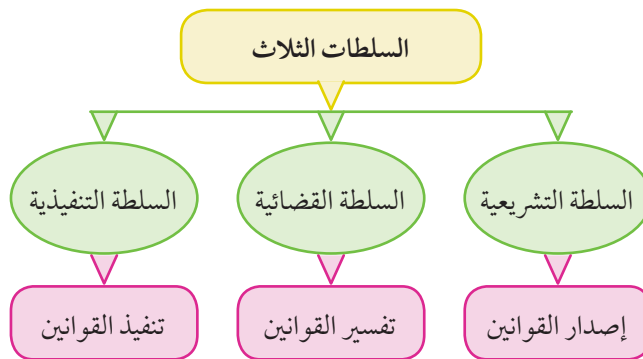 السلطات الثلاث
السلطة التشريعية
السلطة القضائية
السلطة التنفيذية
إصدار القوانين
تفسير القوانين
تنفيذ القوانين